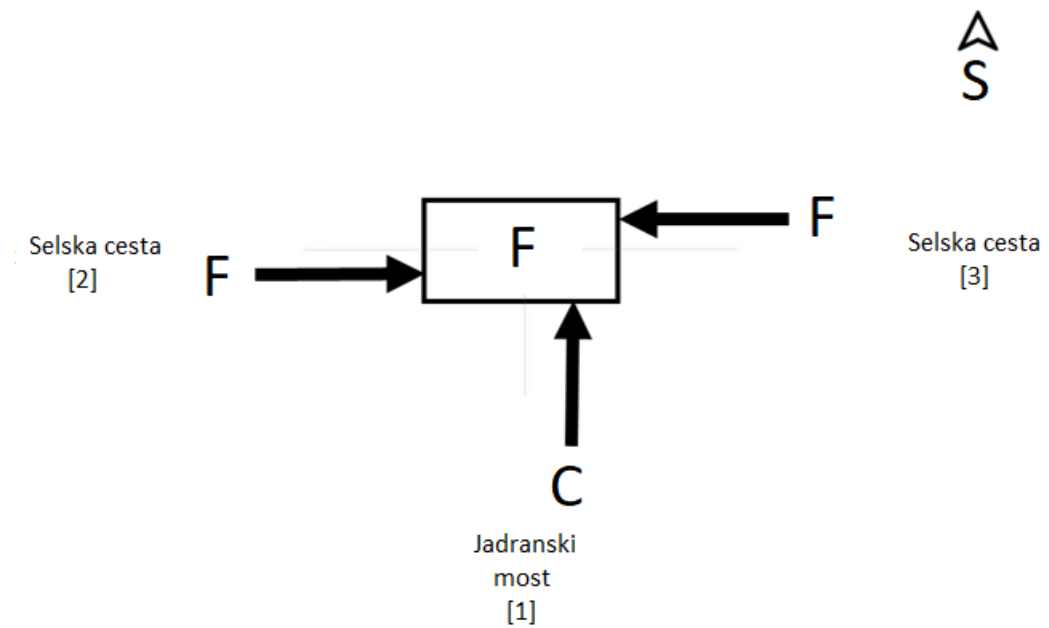 S
F
Selska cesta
[2]
F
F
Selska cesta
[3]
C
Jadranski
most
[1]